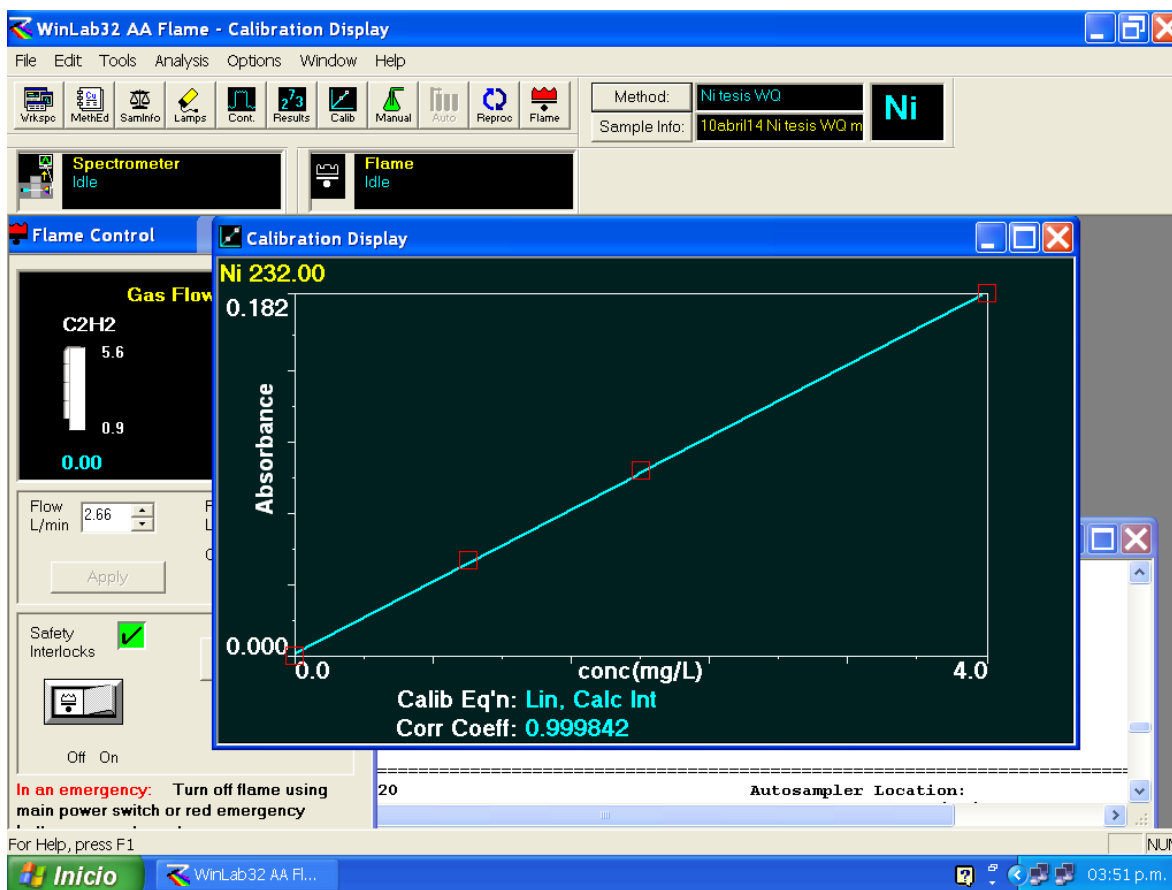 WinLab32 AA Flame - Calibration Display
File Edit Tools Analysis Options Window Help
Wrkspc MethEd SamInfo Lamps Cont. Results Calib Manual Auto Reproc Flame
Method: Ni tesis WQ
Sample Info: 10abril14 Ni tesis WQ m
Ni
Spectrometer
Idle
Flame
Idle
Flame Control
Gas Flow
C2H2
5.6
0.9
0.00
Flow
L/min
2.66
Apply
Safety
Interlocks
Off On
In an emergency: Turn off flame using
main power switch or red emergency
Calibration Display
Ni 232.00
0.182
Absorbance
0.000
0.0 conc(mg/L) 4.0
Calib Eq'n: Lin, Calc Int
Corr Coeff: 0.999842
20 Autosampler Location:
For Help, press F1
NU
Inicio
WinLab32 AA Fl...
03:51 p.m.